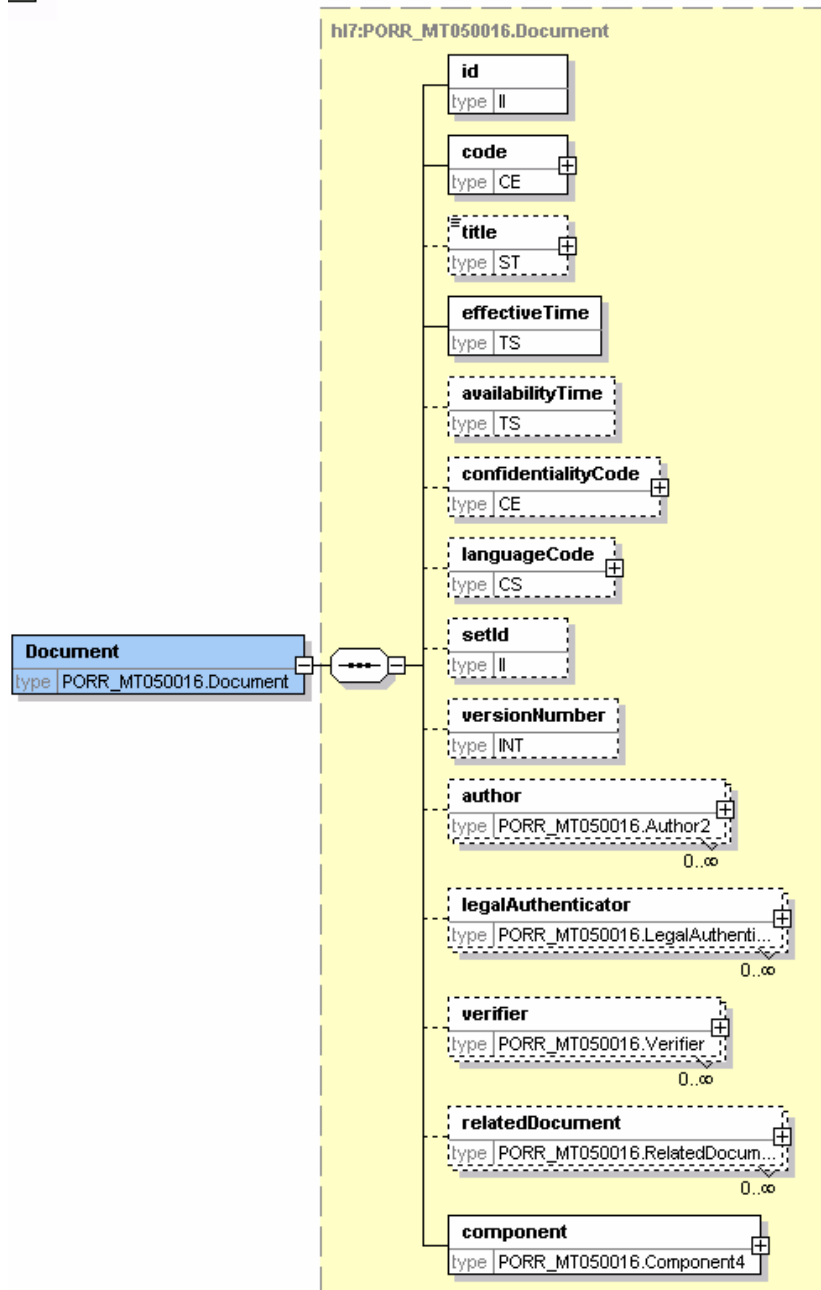 hl7:PORR_MT050016.Document
id
type II
code
type CE
title
type ST
effectiveTime
type TS
availabilityTime
type TS
confidentialityCode
type CE
languageCode
type CS
setId
type II
Document
type PORR_MT050016.Document
versionNumber
type INT
author
type PORR_MT050016.Author2
0..∞
legalAuthenticator
type PORR_MT050016.LegalAuthenti...
0..∞
verifier
type PORR_MT050016.Verifier
0..∞
relatedDocument
type PORR_MT050016.RelatedDocum...
0..∞
component
type PORR_MT050016.Component4